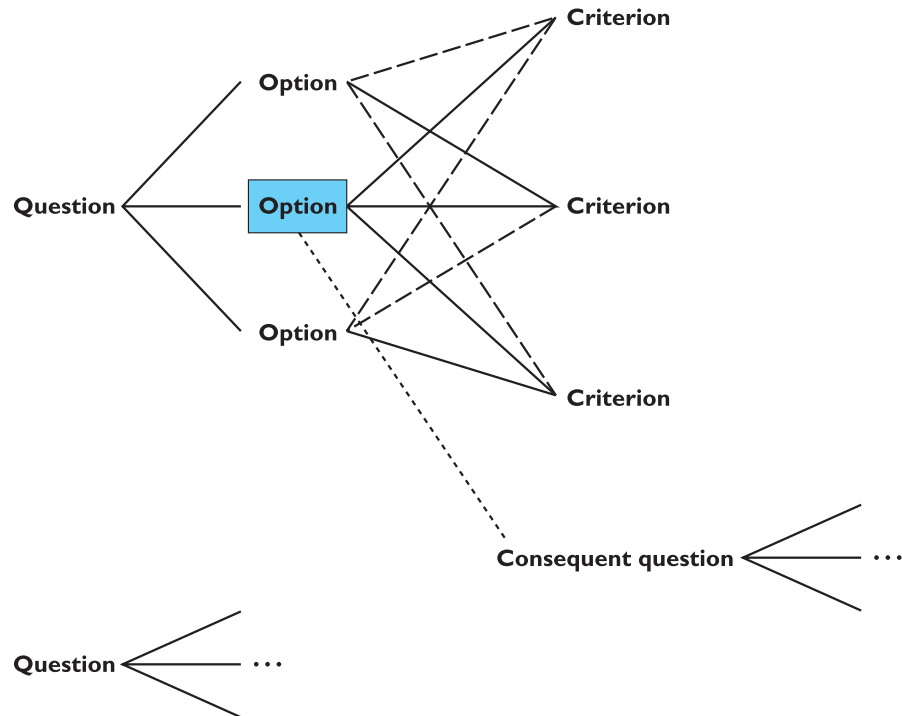 Criterion
Option
Question
Option
Criterion
Option
Criterion
Consequent question
...
Question
...